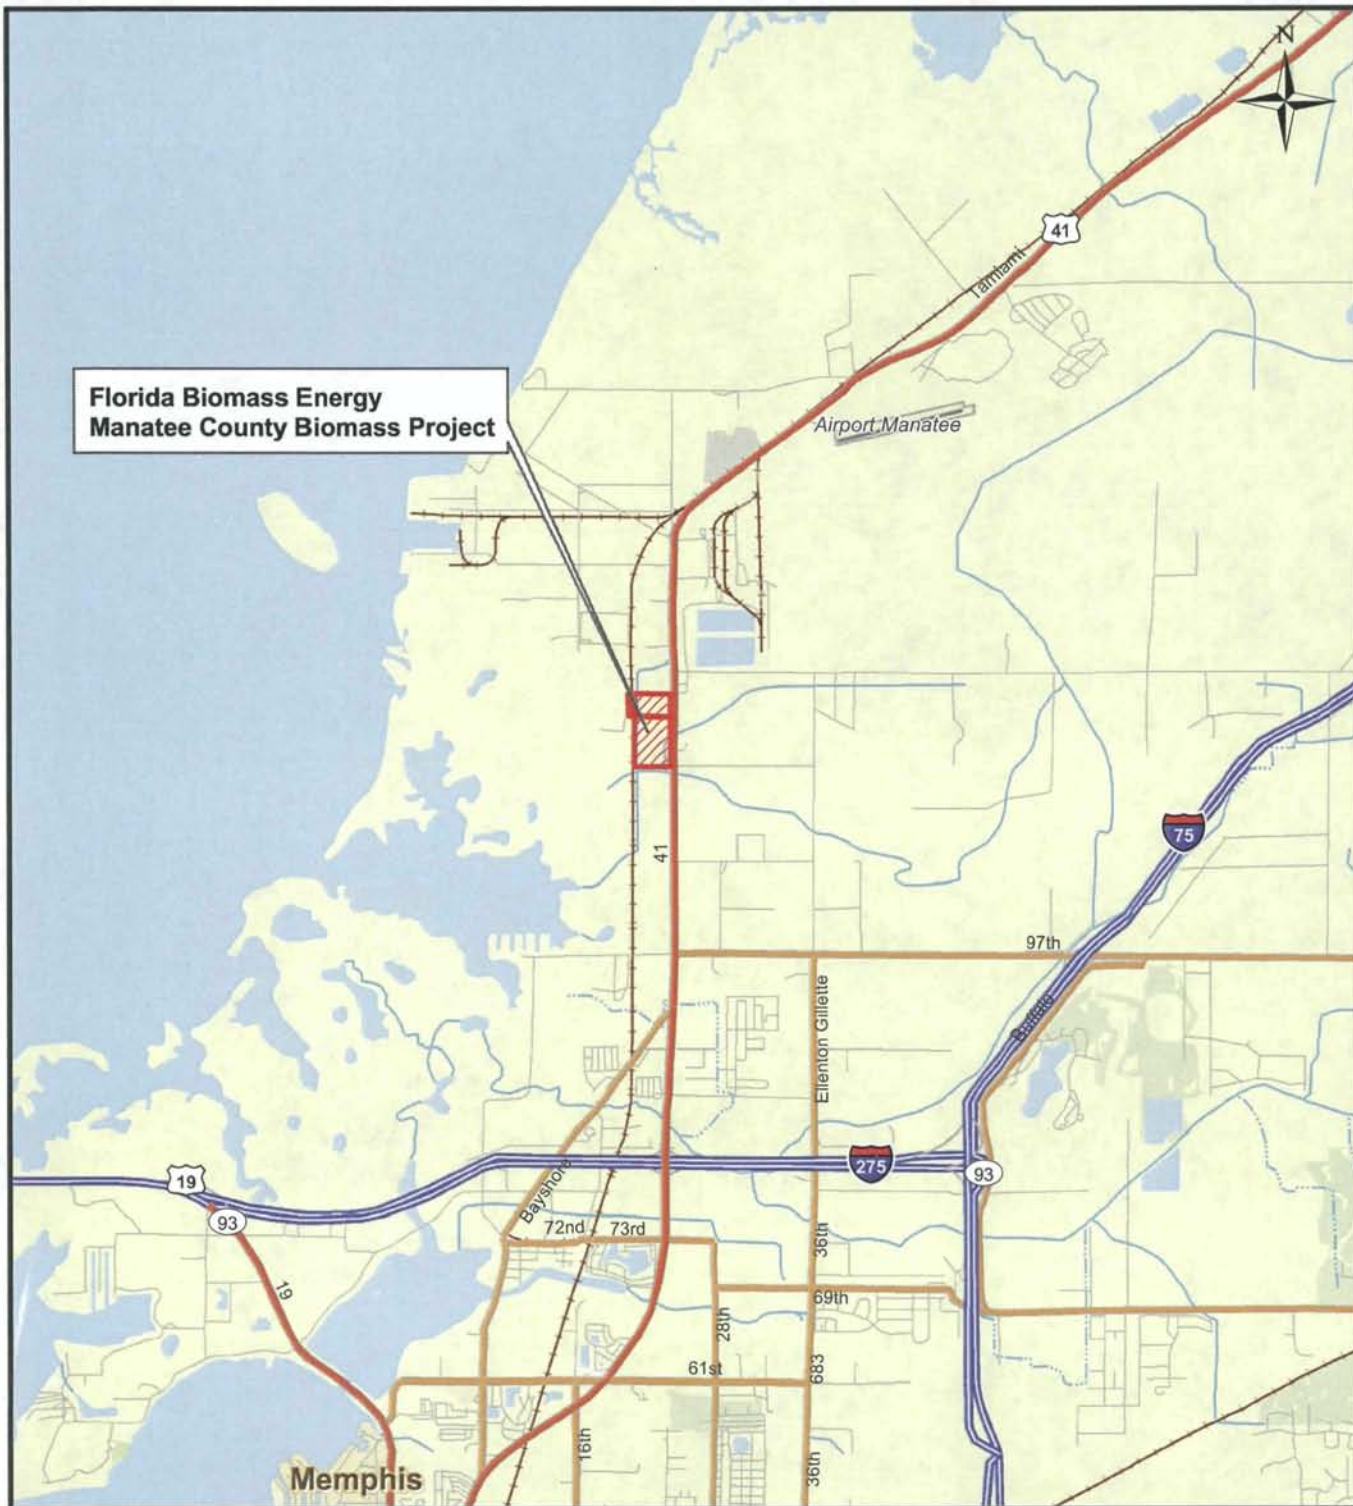 N
41
Tamiami
Florida Biomass Energy
Manatee County Biomass Project
Airport Manatee
75
41
97th
Ellenton Gillette
Buffalo
275
93
19
93
Bayshore
72nd
73rd
36th
19
69th
28th
61st
683
16th
36th
Memphis